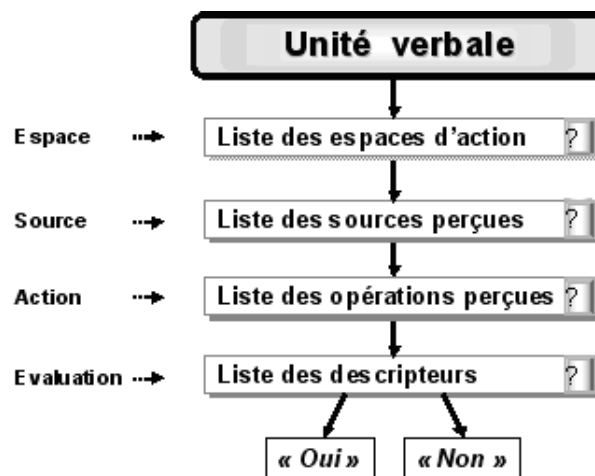 Unité verbale
Espace Liste des espaces d'action ?
Source Liste des sources perçues ?
Action Liste des opérations perçues ?
Evaluation Liste des descripteurs ?
« Oui » « Non »